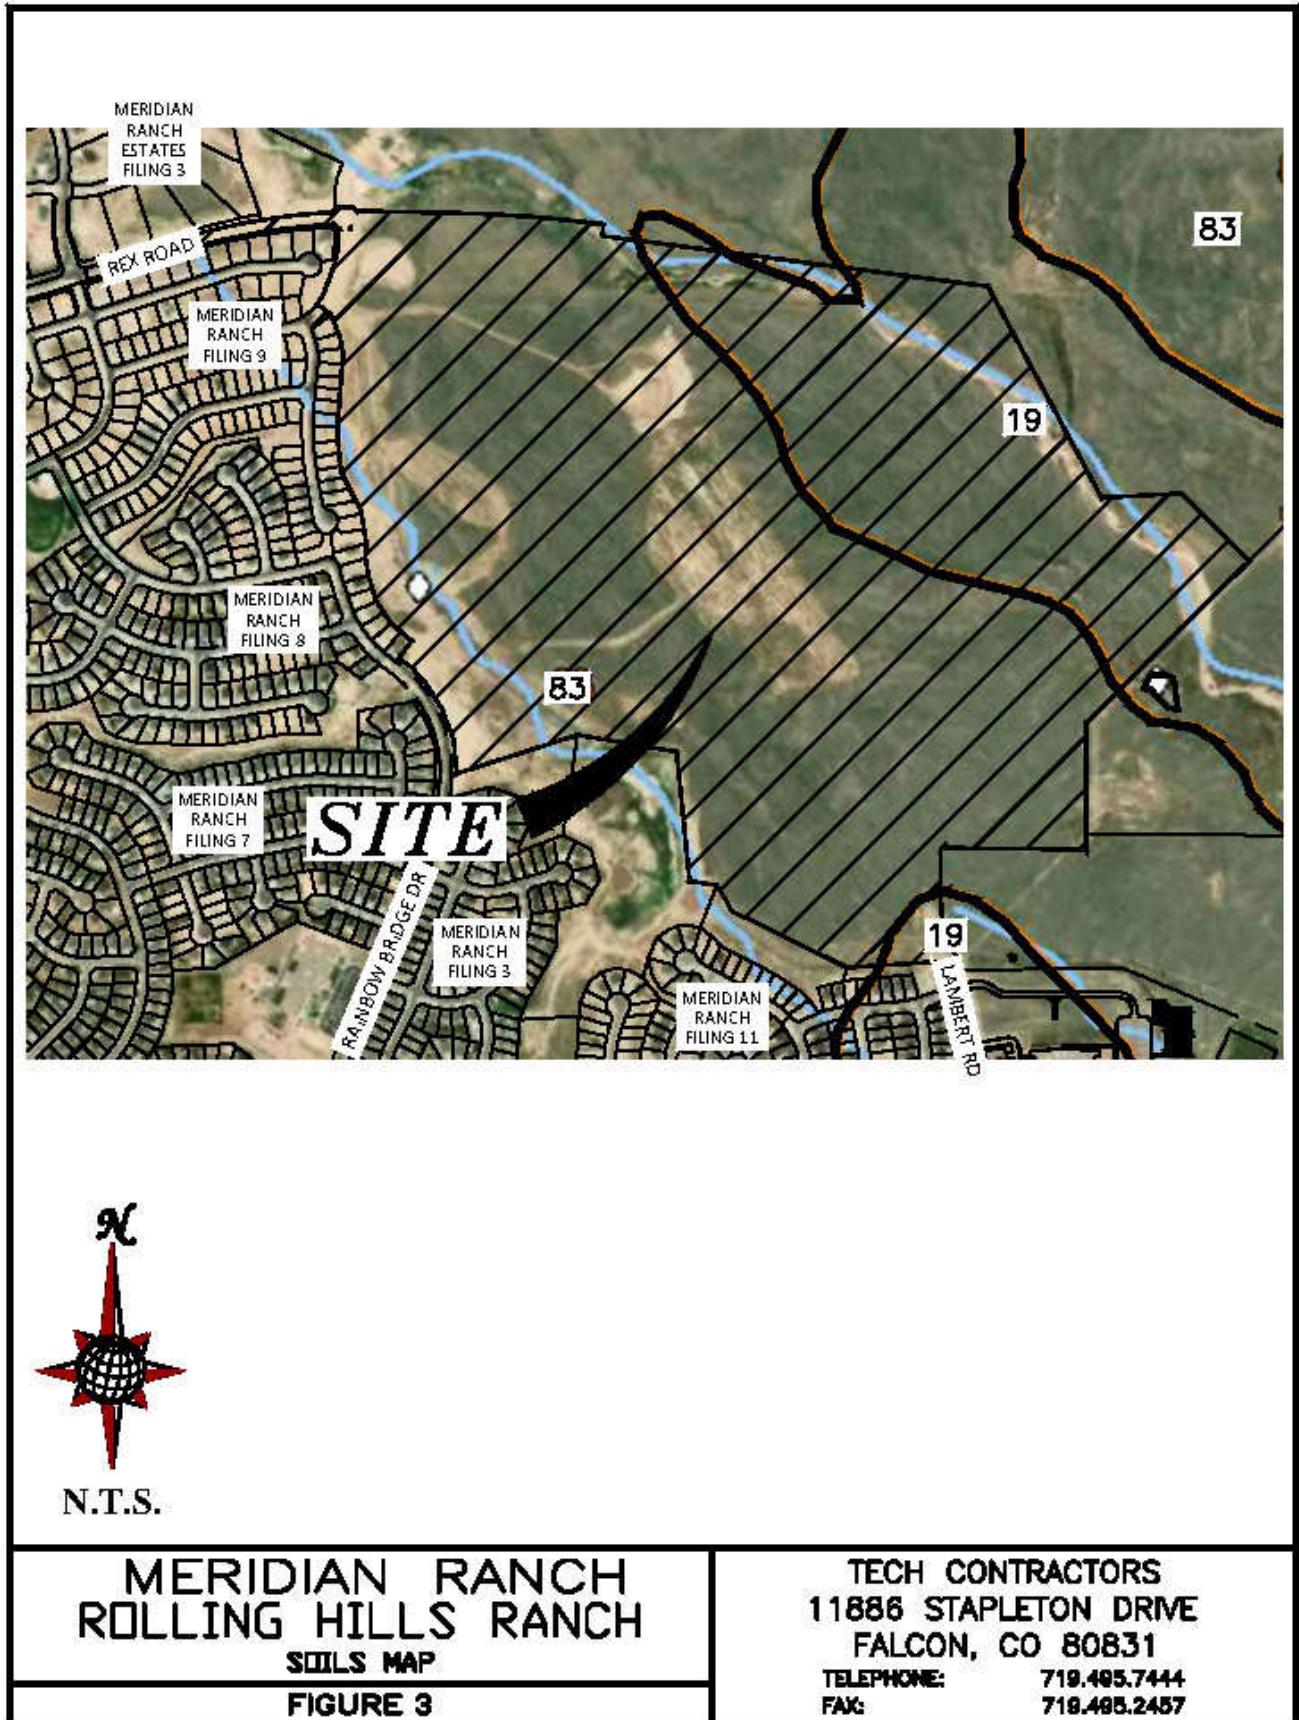 MERIDIAN
RANCH
ESTATES
FILING 3
83
REX ROAD
MERIDIAN
RANCH
FILING 9
19
MERIDIAN
RANCH
FILING 8
83
MERIDIAN
RANCH
FILING 7
SITE
RAINBOW BRIDGE DR
MERIDIAN
RANCH
FILING 3
19
LAMBERT RD
MERIDIAN
RANCH
FILING 11
N
N.T.S.
MERIDIAN RANCH
ROLLING HILLS RANCH
SOILS MAP
FIGURE 3
TECH CONTRACTORS
11886 STAPLETON DRIVE
FALCON, CO 80831
TELEPHONE: 719.495.7444
FAX: 719.495.2457